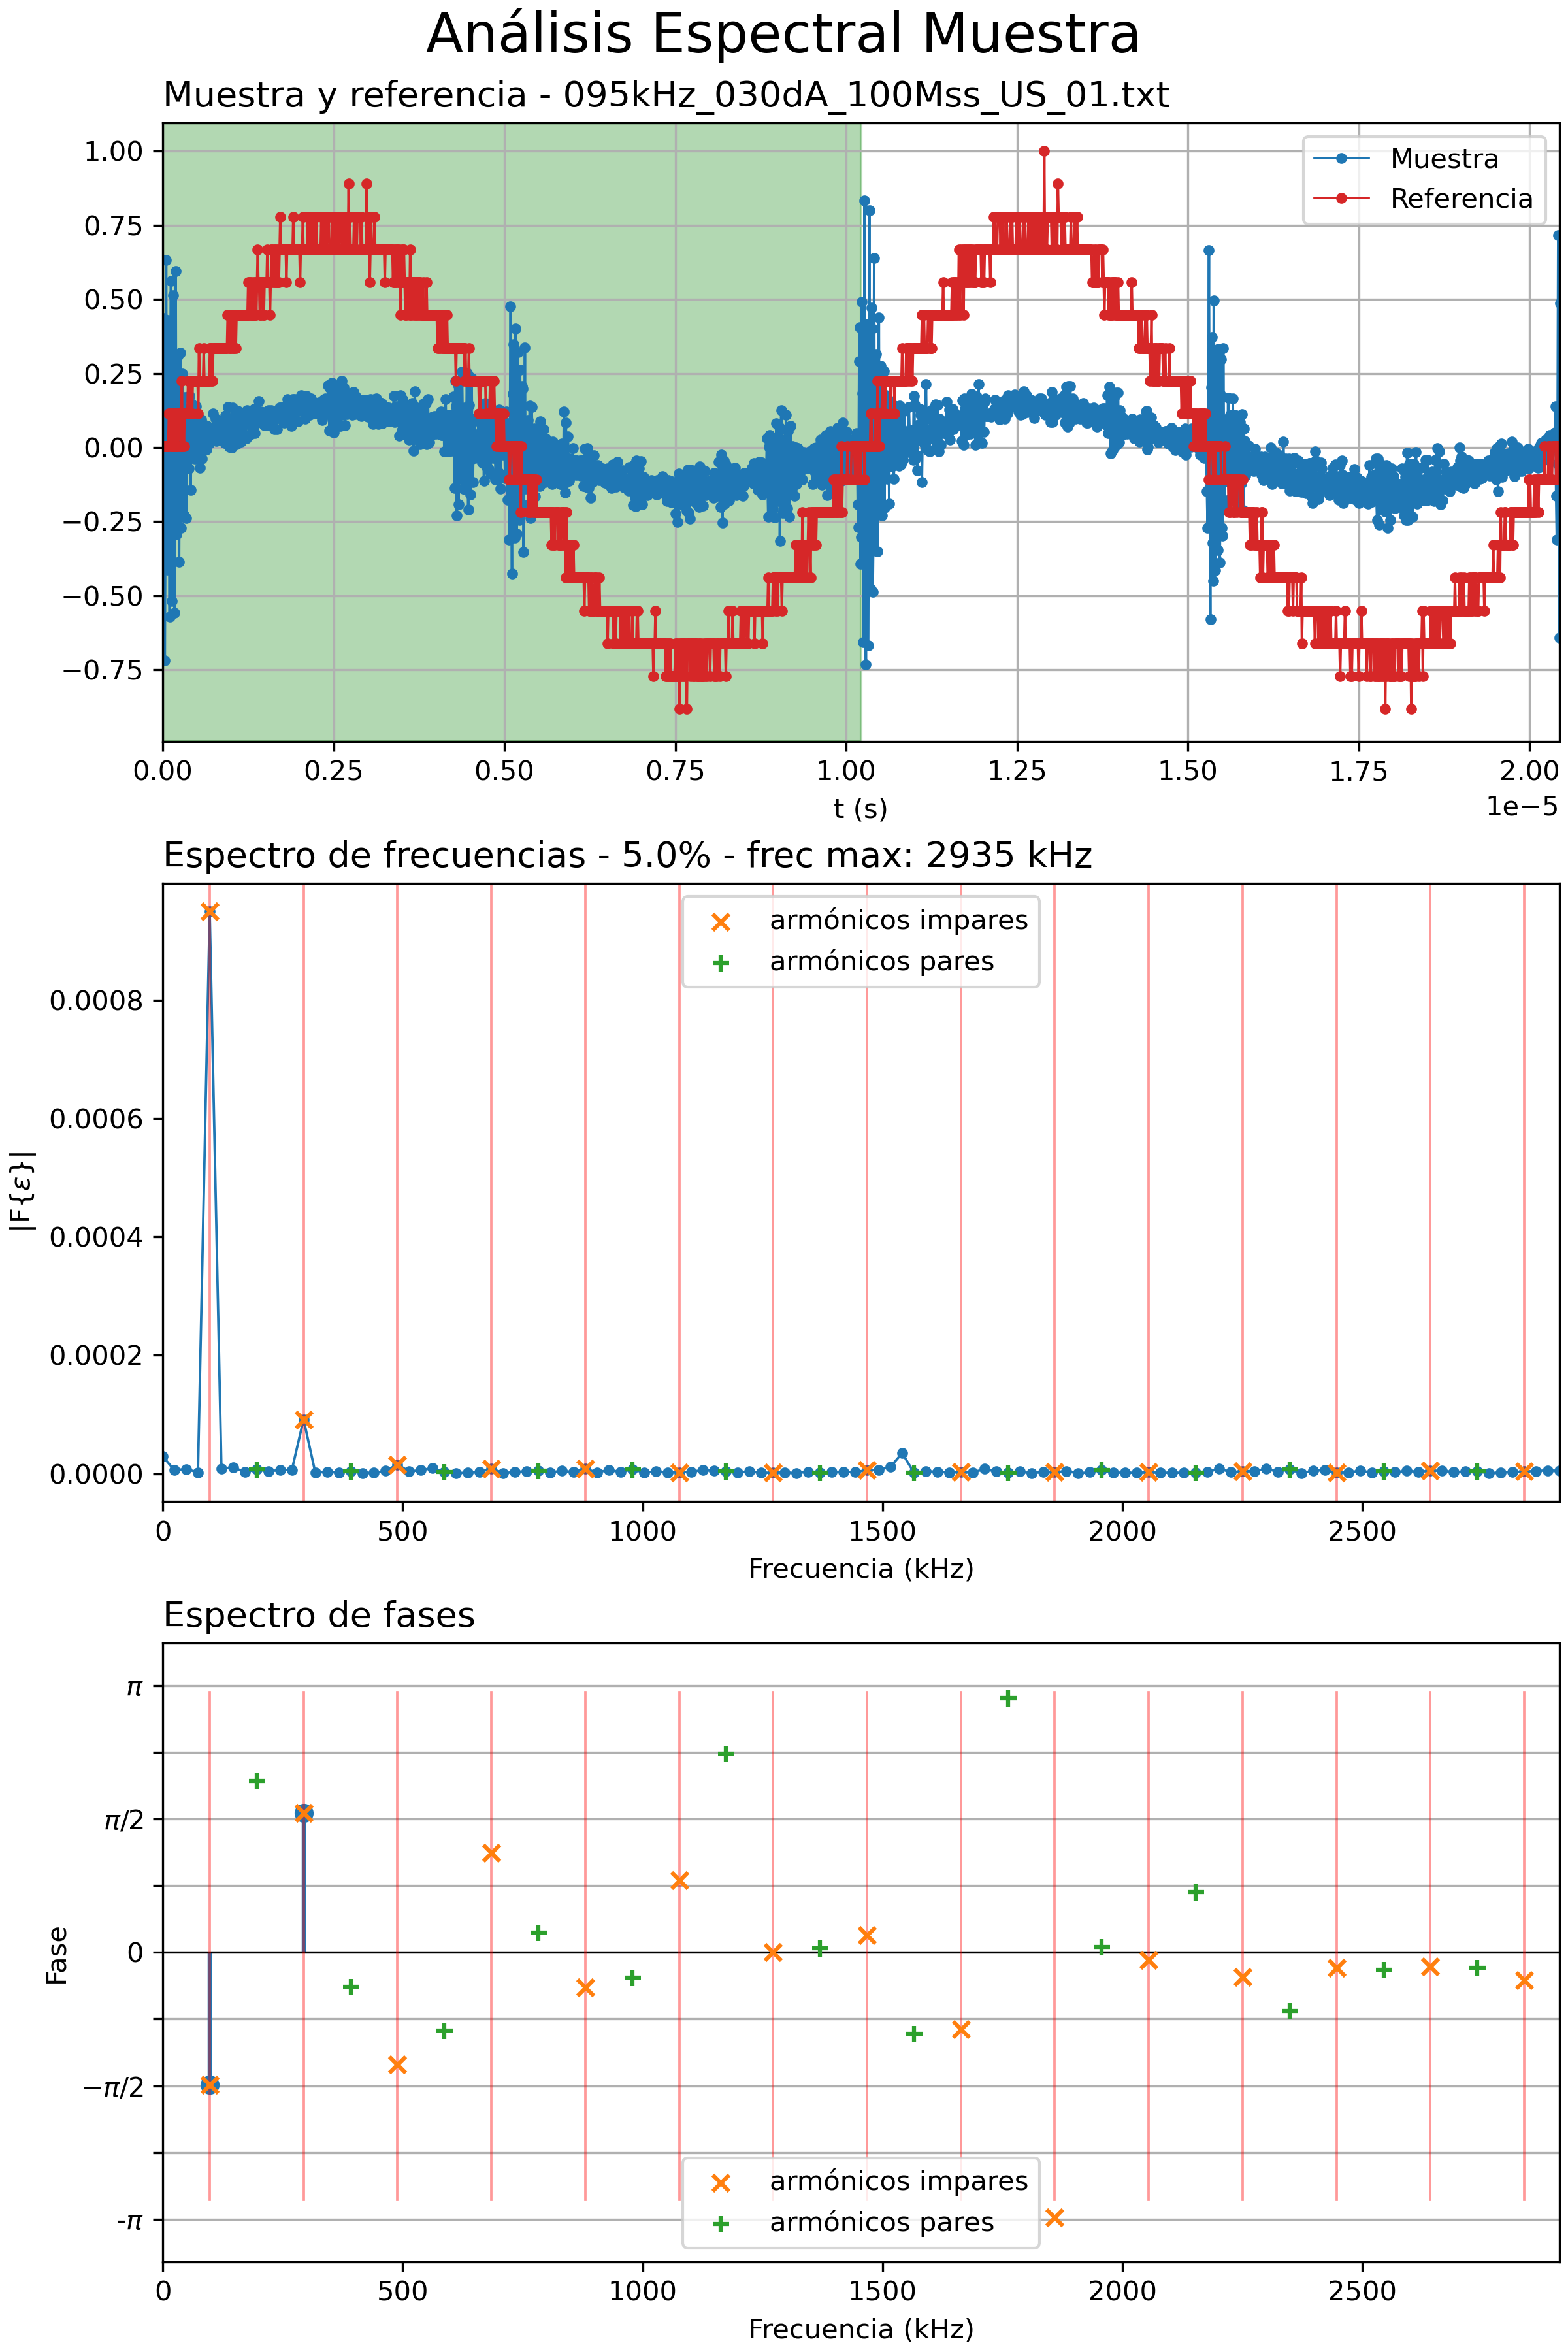 Análisis Espectral Muestra
Muestra y referencia - 095kHz_030dA_100Mss_US_01.txt
1.00
0.75
0.50
0.25
0.00
−0.25
−0.50
−0.75
Muestra
Referencia
0.00 0.25 0.50 0.75 1.00 1.25 1.50 1.75 2.00
t (s)
1e−5
Espectro de frecuencias - 5.0% - frec max: 2935 kHz
|F{ε}|
0.0008
0.0006
0.0004
0.0002
0.0000
armónicos impares
armónicos pares
0 500 1000 1500 2000 2500
Frecuencia (kHz)
Espectro de fases
Fase
π
π/2
0
−π/2
-π
armónicos impares
armónicos pares
0 500 1000 1500 2000 2500
Frecuencia (kHz)